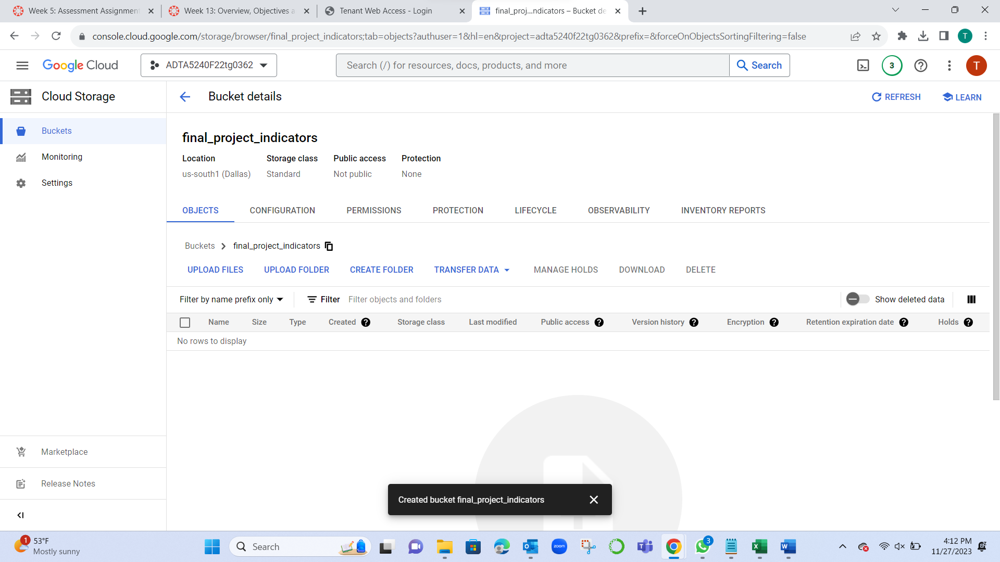 Week 5: Assessment Assignment
Week 13: Overview, Objectives a
Tenant Web Access - Login
final_proj...ndicators – Bucket de
console.cloud.google.com/storage/browser/final_project_indicators;tab=objects?authuser=1&hl=en&project=adta5240f22tg0362&prefix=&forceOnObjectsSortingFiltering=false
T
Google Cloud
ADTA5240F22tg0362
Search (/) for resources, docs, products, and more
Search
3
T
Cloud Storage
Bucket details
REFRESH
LEARN
Buckets
Monitoring
Settings
final_project_indicators
Location Storage class Public access Protection
us-south1 (Dallas) Standard Not public None
OBJECTS CONFIGURATION PERMISSIONS PROTECTION LIFECYCLE OBSERVABILITY INVENTORY REPORTS
Buckets final_project_indicators
UPLOAD FILES UPLOAD FOLDER CREATE FOLDER TRANSFER DATA MANAGE HOLDS DOWNLOAD DELETE
Filter by name prefix only Filter Filter objects and folders Show deleted data
Name Size Type Created Storage class Last modified Public access Version history Encryption Retention expiration date Holds
No rows to display
Marketplace
Release Notes
Created bucket final_project_indicators
1
53°F
Mostly sunny
Search
zoom
3
4:12 PM
11/27/2023